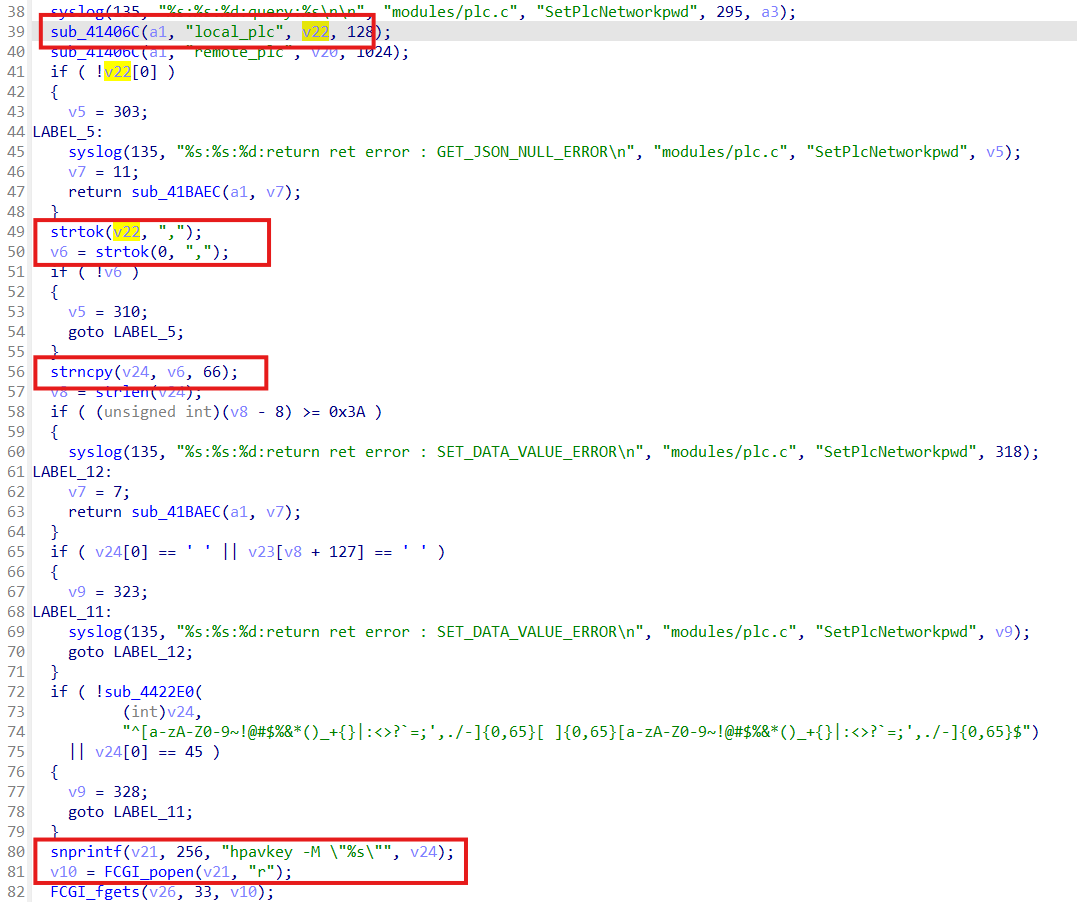 38 syslog(135, "%s:%s:%d:query:%s\n\n", "modules/plc.c", "SetPlcNetworkpwd", 295, a3);
39 sub_41406C(a1, "local_plc", v22, 128);
40 sub_41406C(a1, "remote_plc", v20, 1024);
41 if ( !v22[0] )
42 {
43 v5 = 303;
44 LABEL_5:
45 syslog(135, "%s:%s:%d:return ret error : GET_JSON_NULL_ERROR\n", "modules/plc.c", "SetPlcNetworkpwd", v5);
46 v7 = 11;
47 return sub_41BAEC(a1, v7);
48 }
49 strtok(v22, ",");
50 v6 = strtok(0, ",");
51 if ( !v6 )
52 {
53 v5 = 310;
54 goto LABEL_5;
55 }
56 strncpy(v24, v6, 66);
57 v8 = strlen(v24);
58 if ( (unsigned int)(v8 - 8) >= 0x3A )
59 {
60 syslog(135, "%s:%s:%d:return ret error : SET_DATA_VALUE_ERROR\n", "modules/plc.c", "SetPlcNetworkpwd", 318);
61 LABEL_12:
62 v7 = 7;
63 return sub_41BAEC(a1, v7);
64 }
65 if ( v24[0] == ' ' || v23[v8 + 127] == ' ' )
66 {
67 v9 = 323;
68 LABEL_11:
69 syslog(135, "%s:%s:%d:return ret error : SET_DATA_VALUE_ERROR\n", "modules/plc.c", "SetPlcNetworkpwd", v9);
70 goto LABEL_12;
71 }
72 if ( !sub_4422E0(
73 (int)v24,
74 "^[a-zA-Z0-9~!@#$%&*()_+{}|:<>?`=;',./-]{0,65}[ ]{0,65}[a-zA-Z0-9~!@#$%&*()_+{}|:<>?`=;',./-]{0,65}$")
75 || v24[0] == 45 )
76 {
77 v9 = 328;
78 goto LABEL_11;
79 }
80 snprintf(v21, 256, "hpavkey -M \"%s\"", v24);
81 v10 = FCGI_popen(v21, "r");
82 FCGI_fgets(v26, 33, v10);